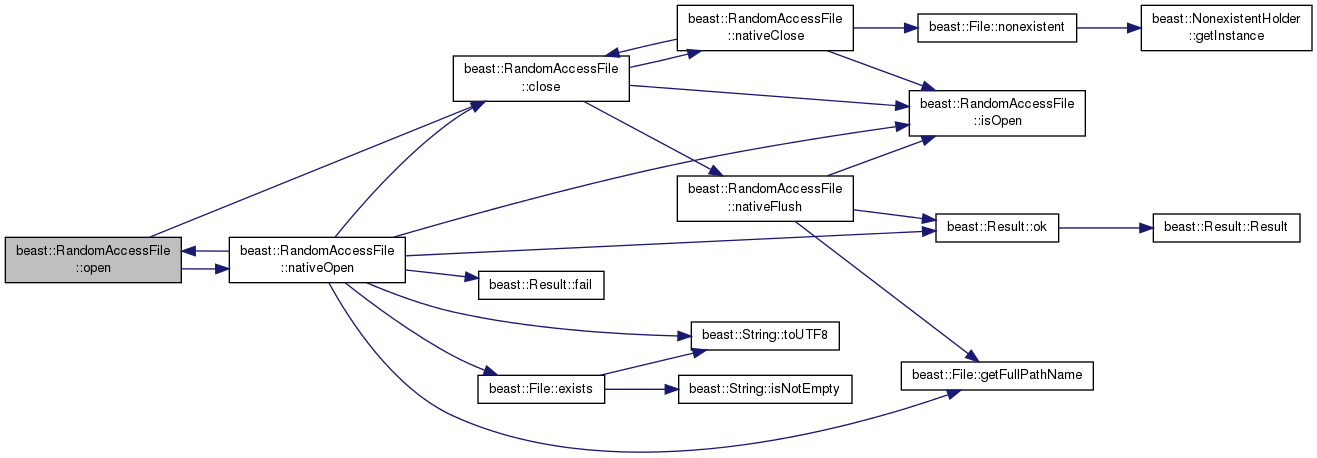 beast::RandomAccessFile
::open
beast::RandomAccessFile
::nativeOpen
beast::RandomAccessFile
::close
beast::RandomAccessFile
::nativeClose
beast::File::nonexistent
beast::NonexistentHolder
::getInstance
beast::RandomAccessFile
::isOpen
beast::RandomAccessFile
::nativeFlush
beast::Result::ok
beast::Result::Result
beast::Result::fail
beast::String::toUTF8
beast::File::exists
beast::String::isNotEmpty
beast::File::getFullPathName